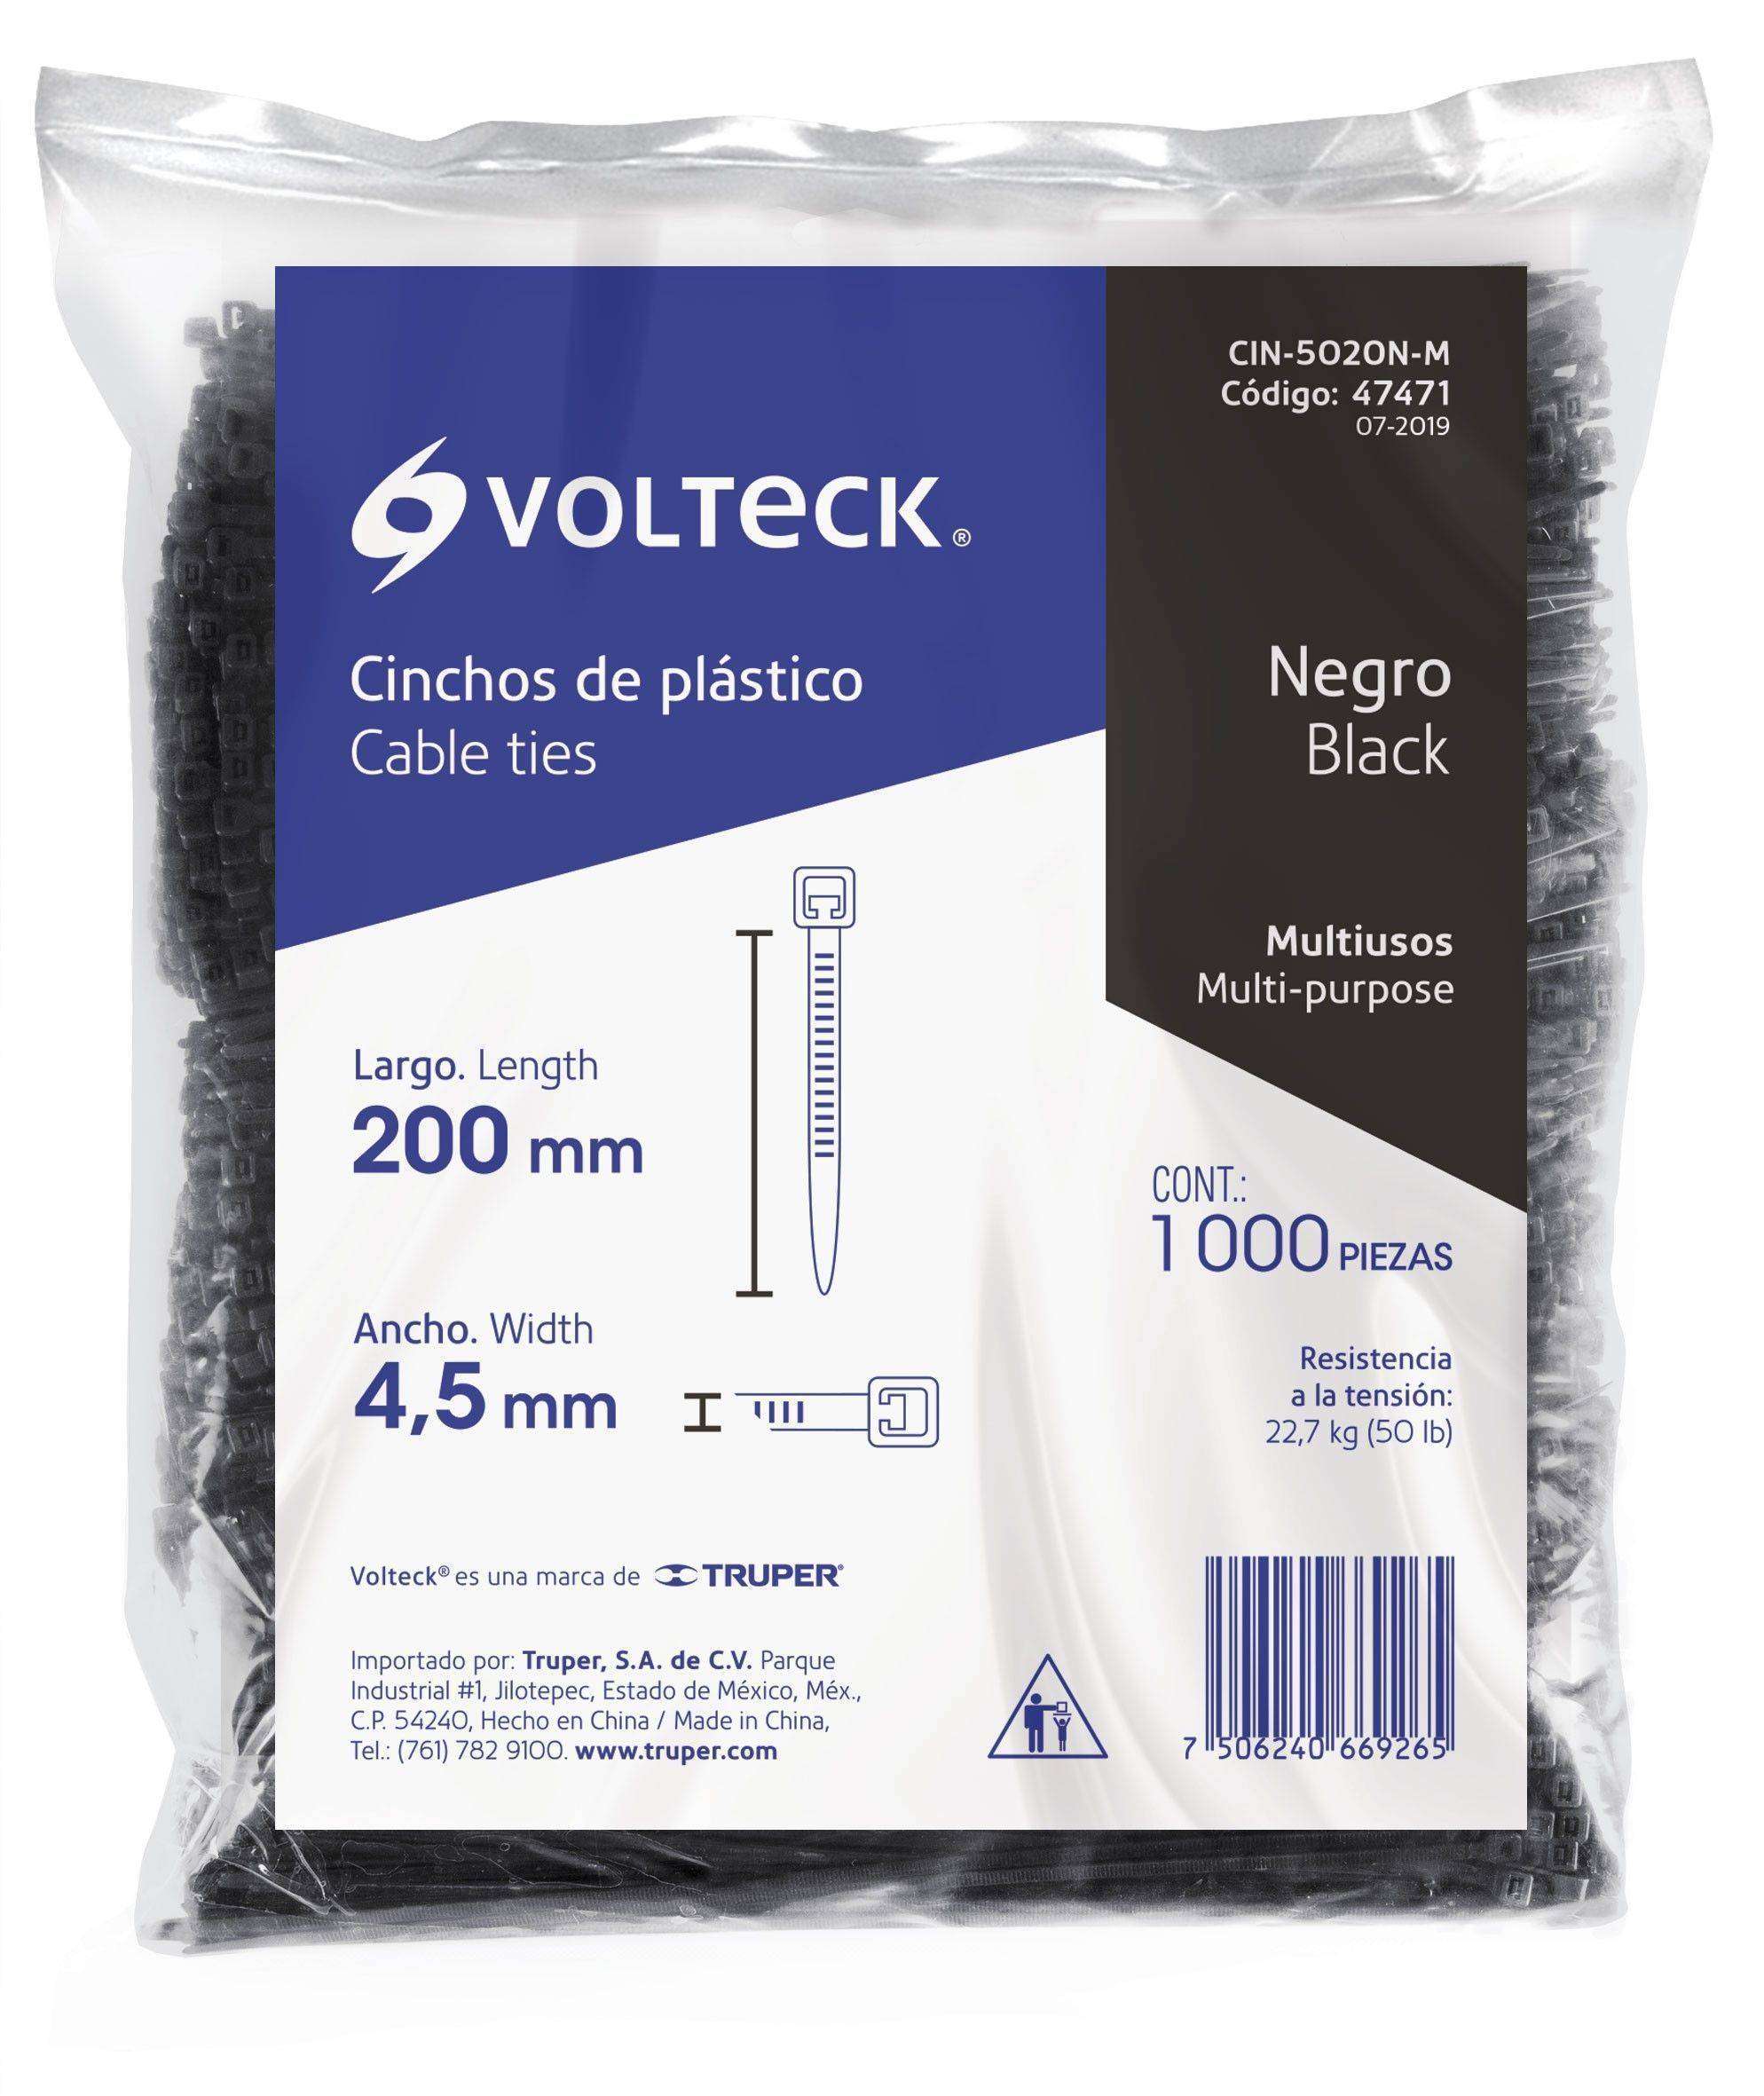 CIN-5020N-M
Código: 47471
07-2019
VOLTECK®
Cinchos de plástico
Cable ties
Negro
Black
Multiusos
Multi-purpose
Largo. Length
200 mm
Ancho. Width
4,5 mm
CONT.:
1 000 PIEZAS
Resistencia
a la tensión:
22,7 kg (50 lb)
Volteck® es una marca de TRUPER®
Importado por: Truper, S.A. de C.V. Parque
Industrial #1, Jilotepec, Estado de México, Méx.,
C.P. 54240, Hecho en China / Made in China,
Tel.: (761) 782 9100. www.truper.com
7 506240 669265